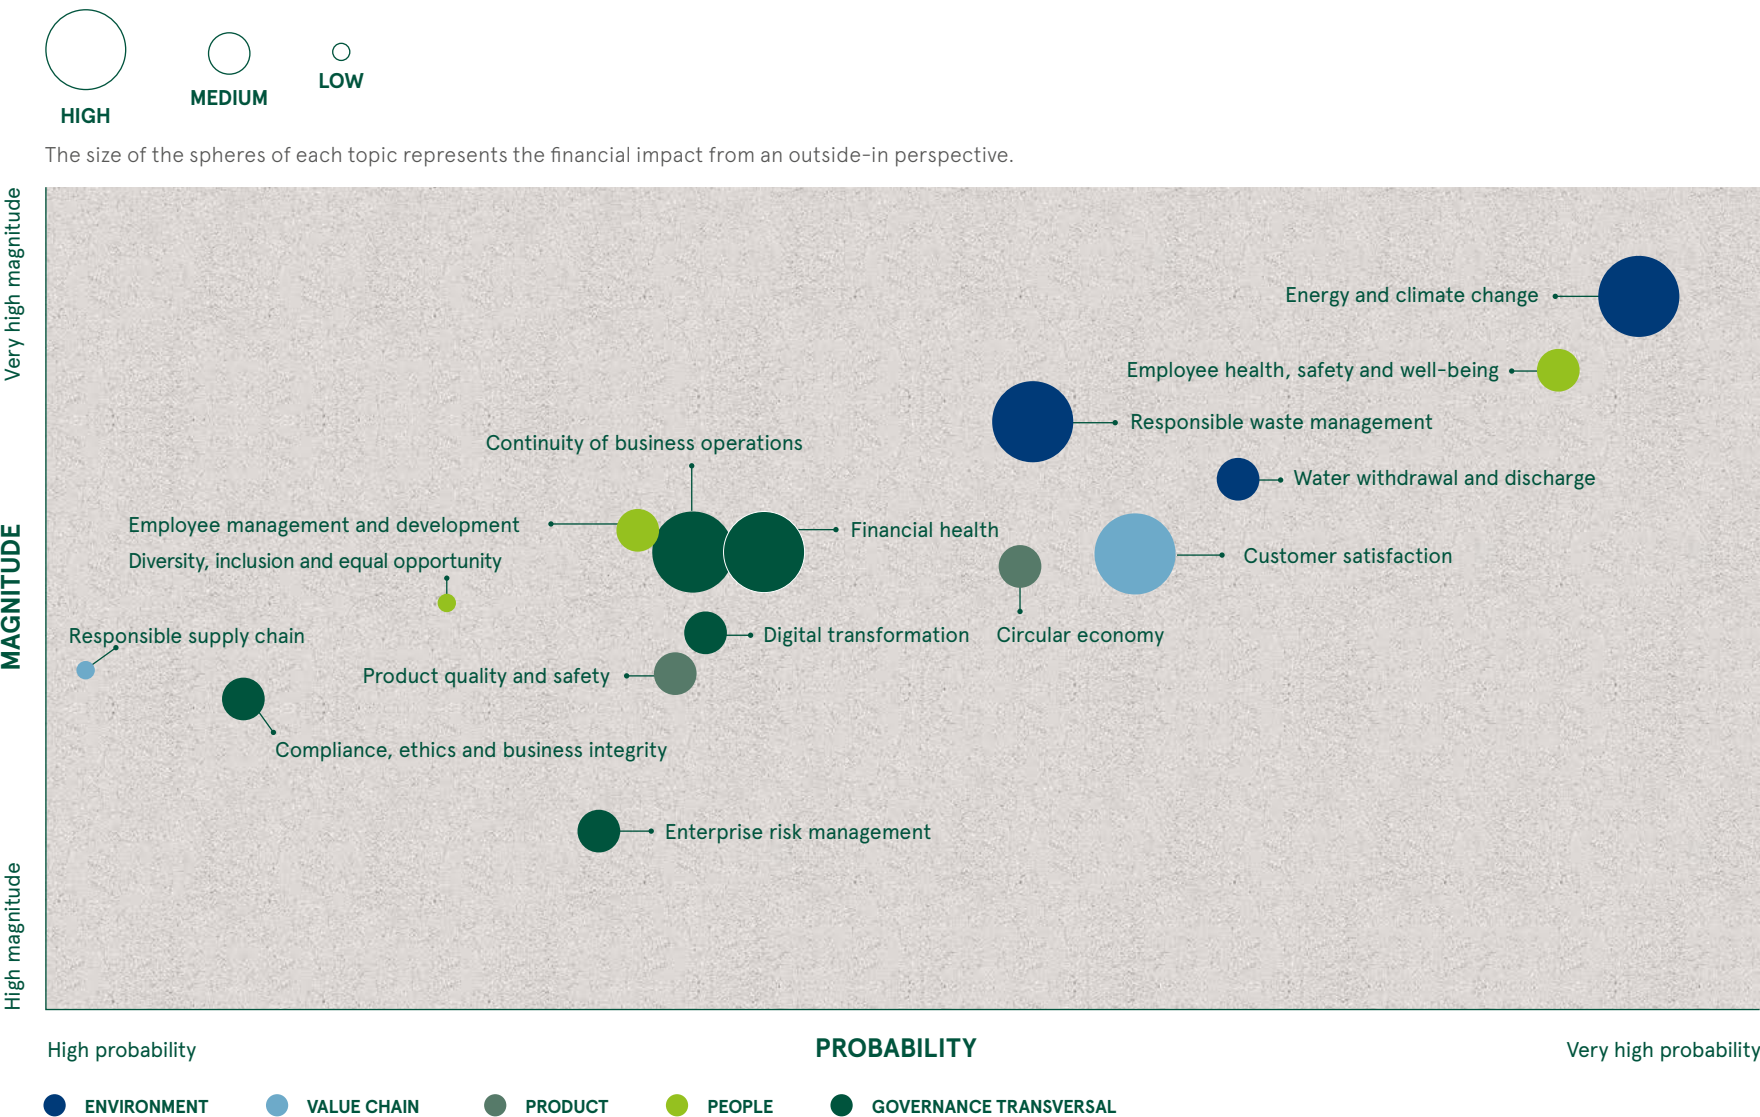 HIGH
MEDIUM
LOW
The size of the spheres of each topic represents the financial impact from an outside-in perspective.
Very high magnitude
MAGNITUDE
High magnitude
Energy and climate change
Employee health, safety and well-being
Responsible waste management
Continuity of business operations
Water withdrawal and discharge
Employee management and development
Financial health
Customer satisfaction
Diversity, inclusion and equal opportunity
Responsible supply chain
Digital transformation
Circular economy
Product quality and safety
Compliance, ethics and business integrity
Enterprise risk management
High probability
PROBABILITY
Very high probability
ENVIRONMENT
VALUE CHAIN
PRODUCT
PEOPLE
GOVERNANCE TRANSVERSAL